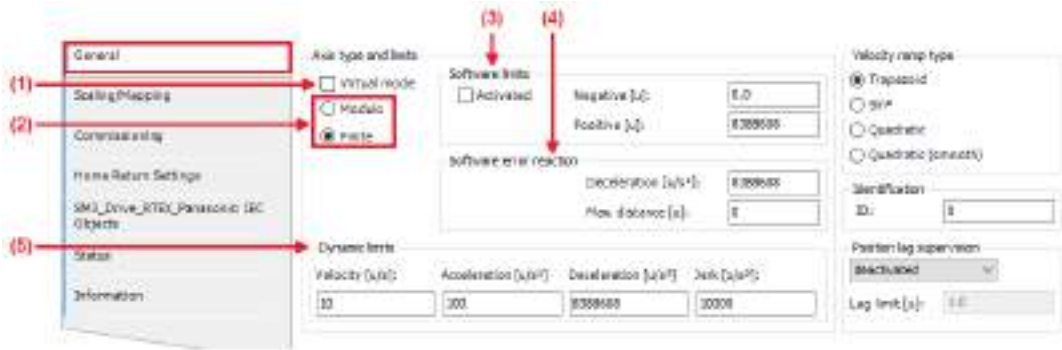 (3) (4)
General
(1)
Scaling/Mapping
(2)
Commissioning
Home Return Settings
SM3_Drive_RTEX_Panasonic: IEC
Objects
(5)
Status
Information
Axis type and limits
Virtual mode
Modulo
Finite
Software limits
Activated
Negative [u]: 0.0
Positive [u]: 8388608
Software error reaction
Deceleration [u/s²]: 8388608
Max. distance [u]: 0
Dynamic limits
Velocity [u/s]: Acceleration [u/s²] Deceleration [u/s²] Jerk [u/s³]:
10 100 8388608 10000
Velocity ramp type
Trapezoid
Sin²
Quadratic
Quadratic (smooth)
Identification
ID: 0
Position lag supervision
deactivated
Lag limit [u]: 1.0